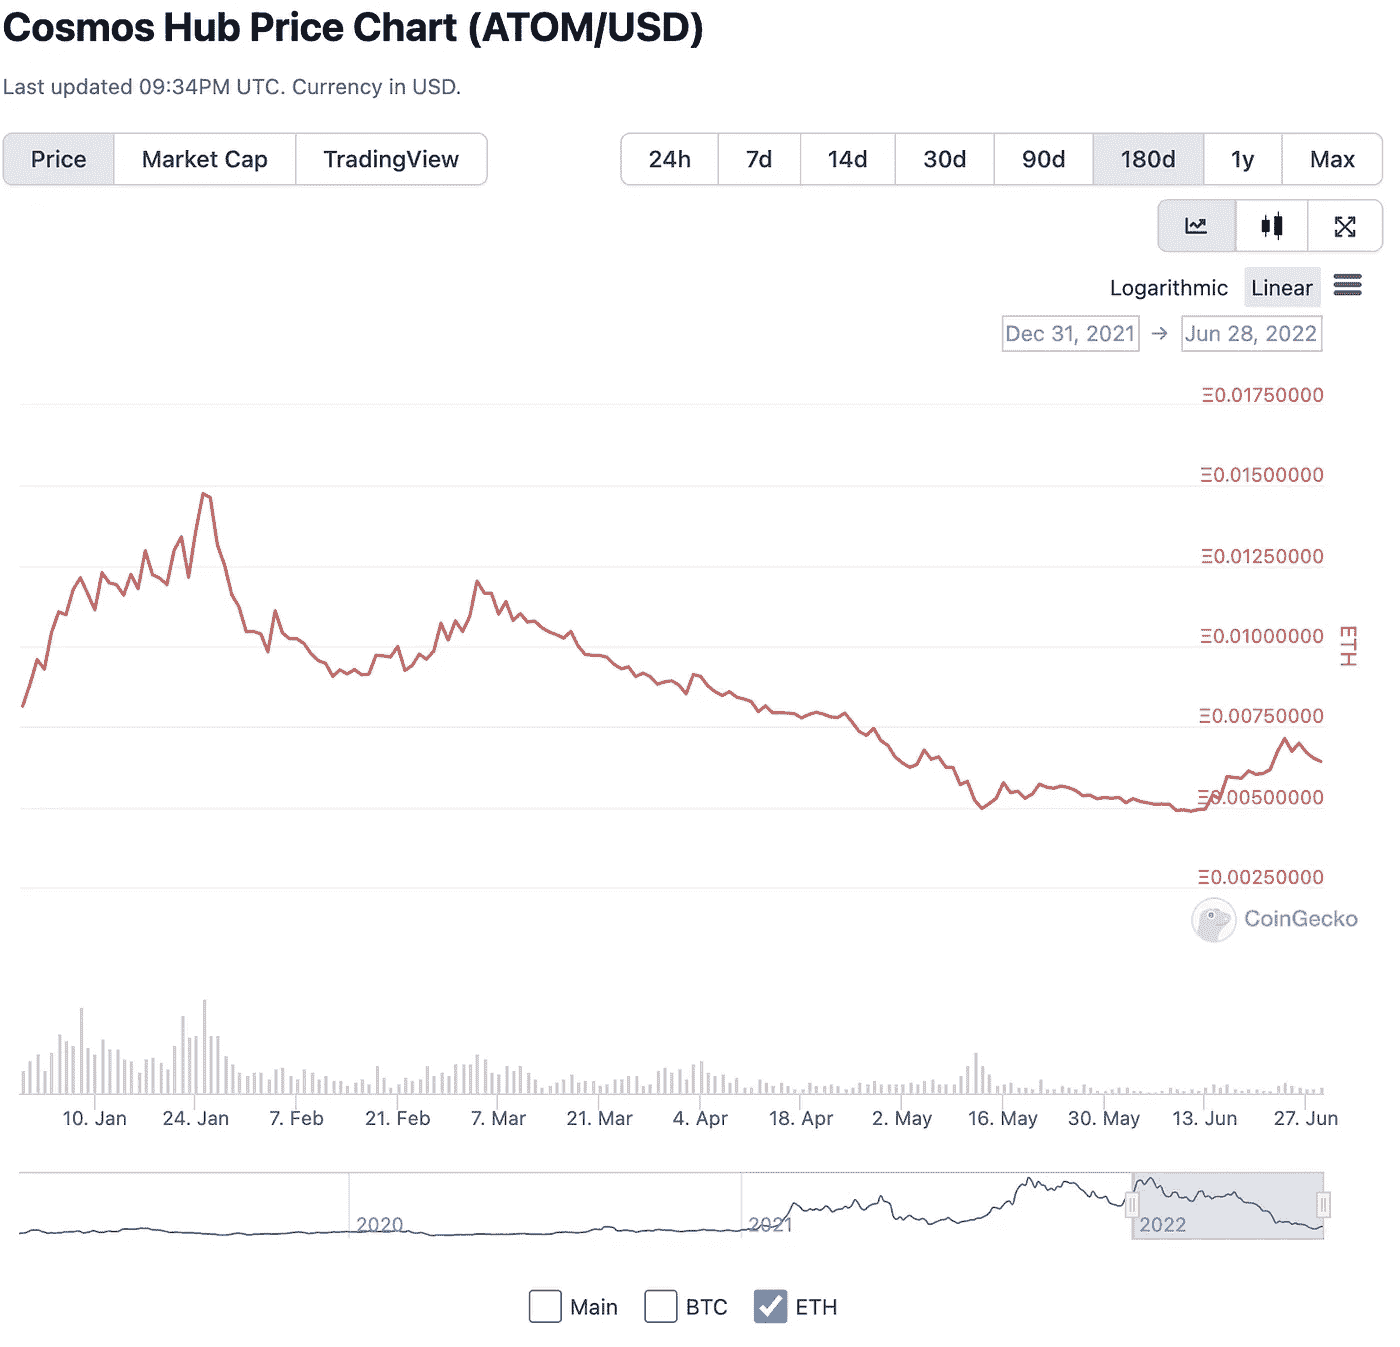 Cosmos Hub Price Chart (ATOM/USD)
Last updated 09:34PM UTC. Currency in USD.
Price Market Cap TradingView 24h 7d 14d 30d 90d 180d 1y Max
Logarithmic Linear
Dec 31, 2021 → Jun 28, 2022
Ξ0.01750000
Ξ0.01500000
Ξ0.01250000
Ξ0.01000000
ETH
Ξ0.00750000
Ξ0.00500000
Ξ0.00250000
CoinGecko
10. Jan 24. Jan 7. Feb 21. Feb 7. Mar 21. Mar 4. Apr 18. Apr 2. May 16. May 30. May 13. Jun 27. Jun
2020 2021 2022
Main BTC ETH